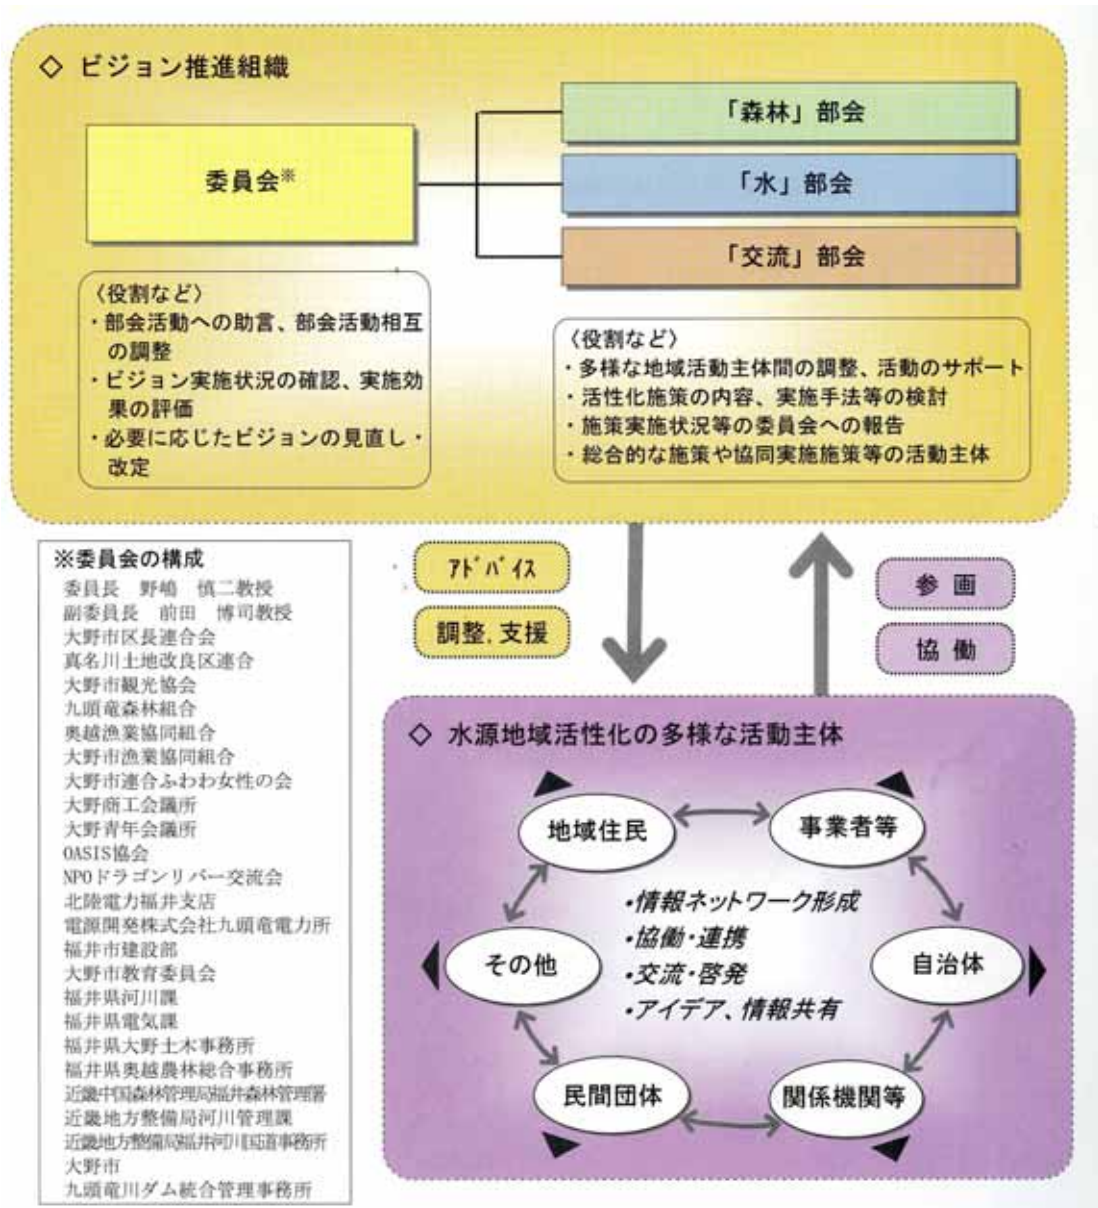 ◇ ビジョン推進組織
委員会※
「森林」部会
「水」部会
「交流」部会
〈役割など〉
・部会活動への助言、部会活動相互
の調整
・ビジョン実施状況の確認、実施効
果の評価
・必要に応じたビジョンの見直し・
改定
〈役割など〉
・多様な地域活動主体間の調整、活動のサポート
・活性化施策の内容、実施手法等の検討
・施策実施状況等の委員会への報告
・総合的な施策や協同実施施策等の活動主体
※委員会の構成
委員長 野嶋 慎二教授
副委員長 前田 博司教授
大野市区長連合会
真名川土地改良区連合
大野市観光協会
九頭竜森林組合
奥越漁業協同組合
大野市漁業協同組合
大野市連合ふわわ女性の会
大野商工会議所
大野青年会議所
OASIS協会
NPOドラゴンリバー交流会
北陸電力福井支店
電源開発株式会社九頭竜電力所
福井市建設部
大野市教育委員会
福井県河川課
福井県電気課
福井県大野土木事務所
福井県奥越農林総合事務所
近畿中国森林管理局福井森林管理署
近畿地方整備局河川管理課
近畿地方整備局福井河川国道事務所
大野市
九頭竜川ダム統合管理事務所
ｱﾄﾞﾊﾞｲｽ
調整，支援
参 画
協 働
◇ 水源地域活性化の多様な活動主体
地域住民
事業者等
その他
自治体
民間団体
関係機関等
・情報ネットワーク形成
・協働・連携
・交流・啓発
・アイデア、情報共有